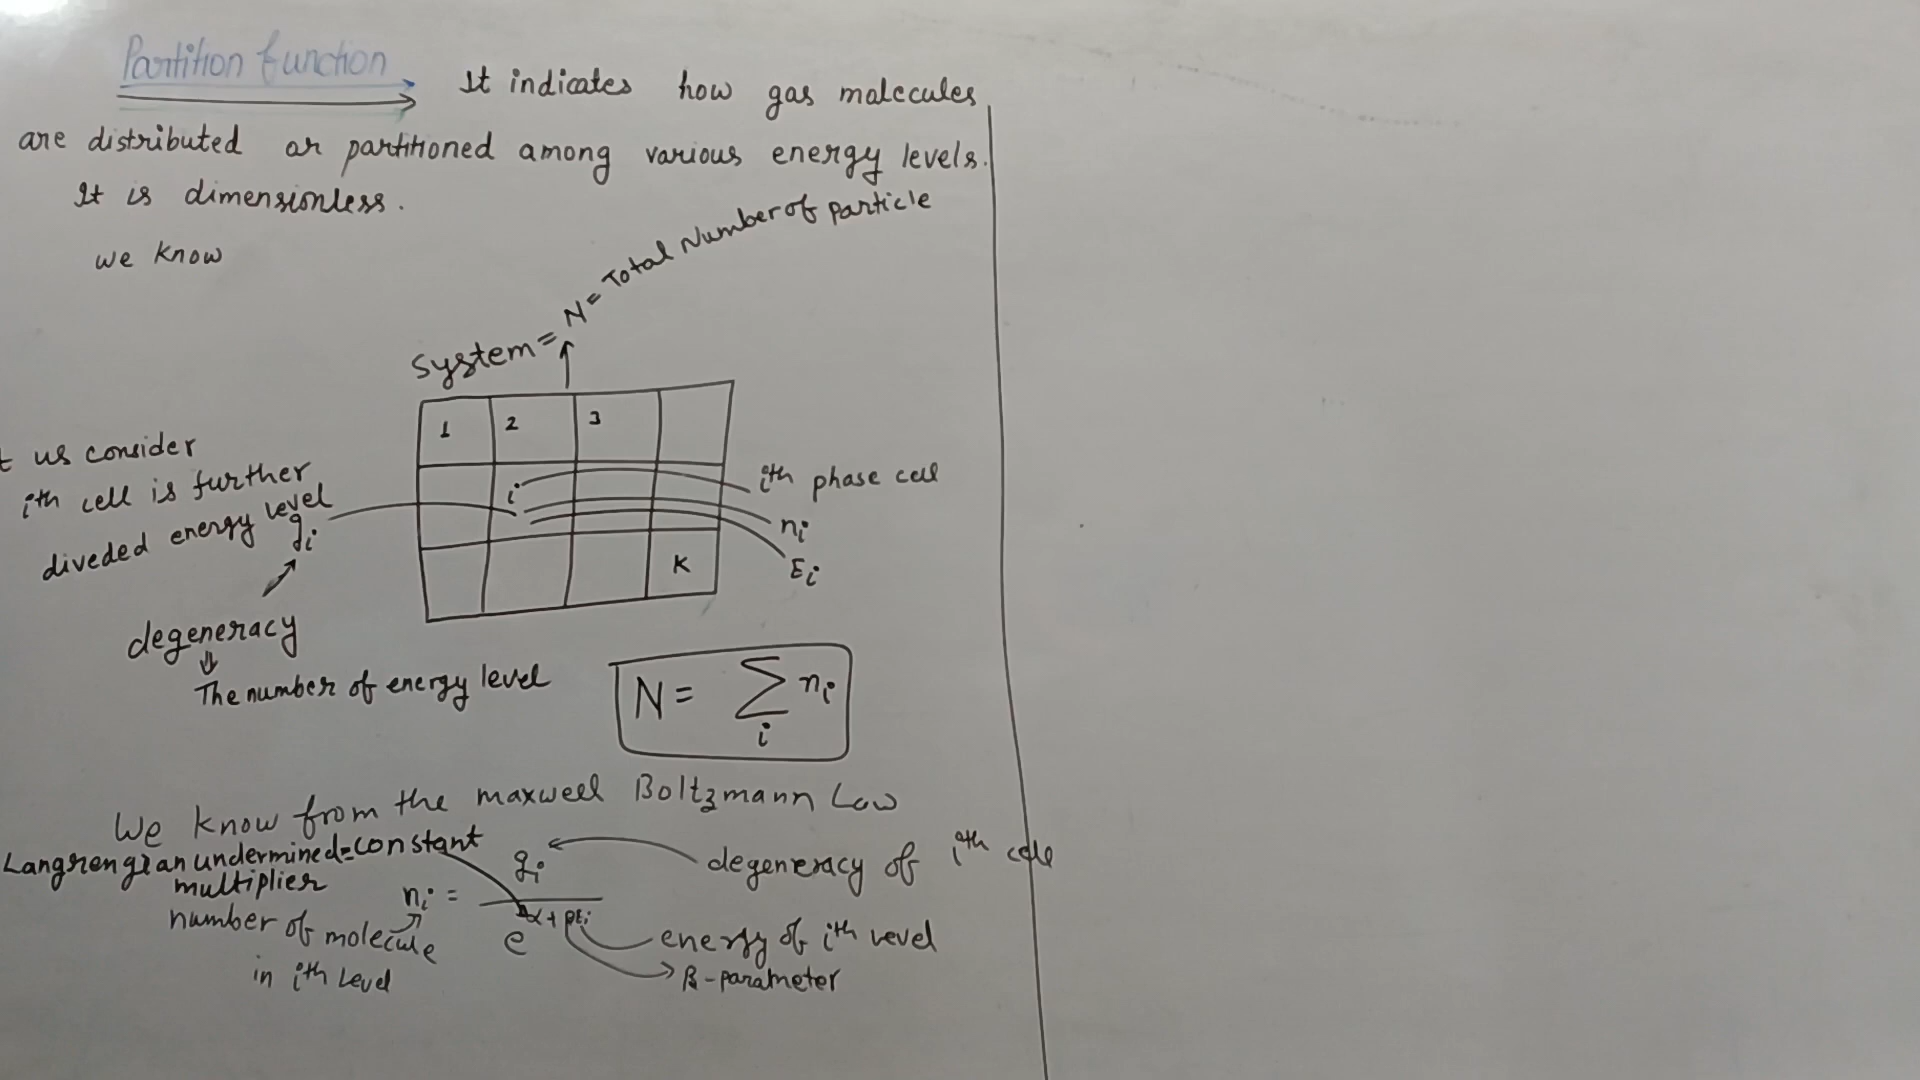 Partition function
It indicates how gas malecules
are distributed or partitioned among various energy levels.
It is dimensionless.
we know
System = N = Total Number of particle
1 2 3
t us consider
ith cell is further
diveded energy level
gi
i
ith phase cell
ni
Ei
K
degeneracy
⇓
The number of energy level
N = ∑i ni
We know from the maxwell Boltzmann Law
Langrengian undermined = constant
multiplier
ni = gi / e^α+βEi
degeneracy of ith cell
number of molecule
in ith Level
energy of ith level
β-parameter